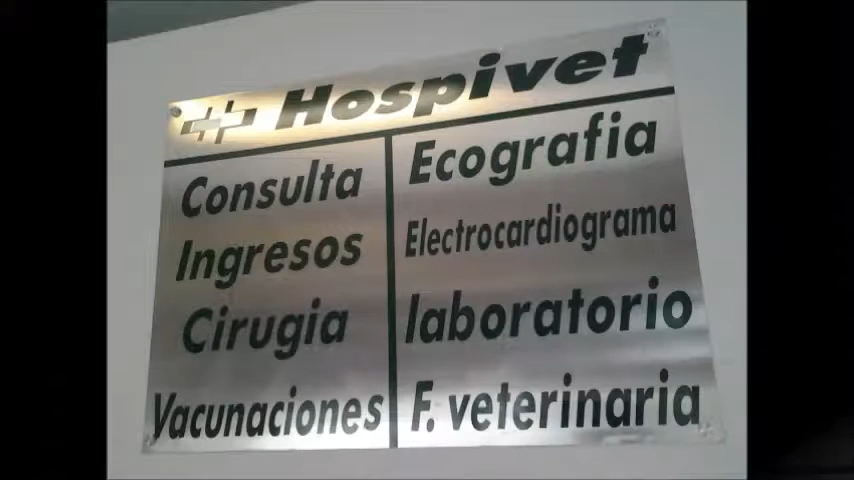 Hospivet
Consulta
Ingresos
Cirugia
Vacunaciones
Ecografia
Electrocardiograma
laboratorio
F. veterinaria